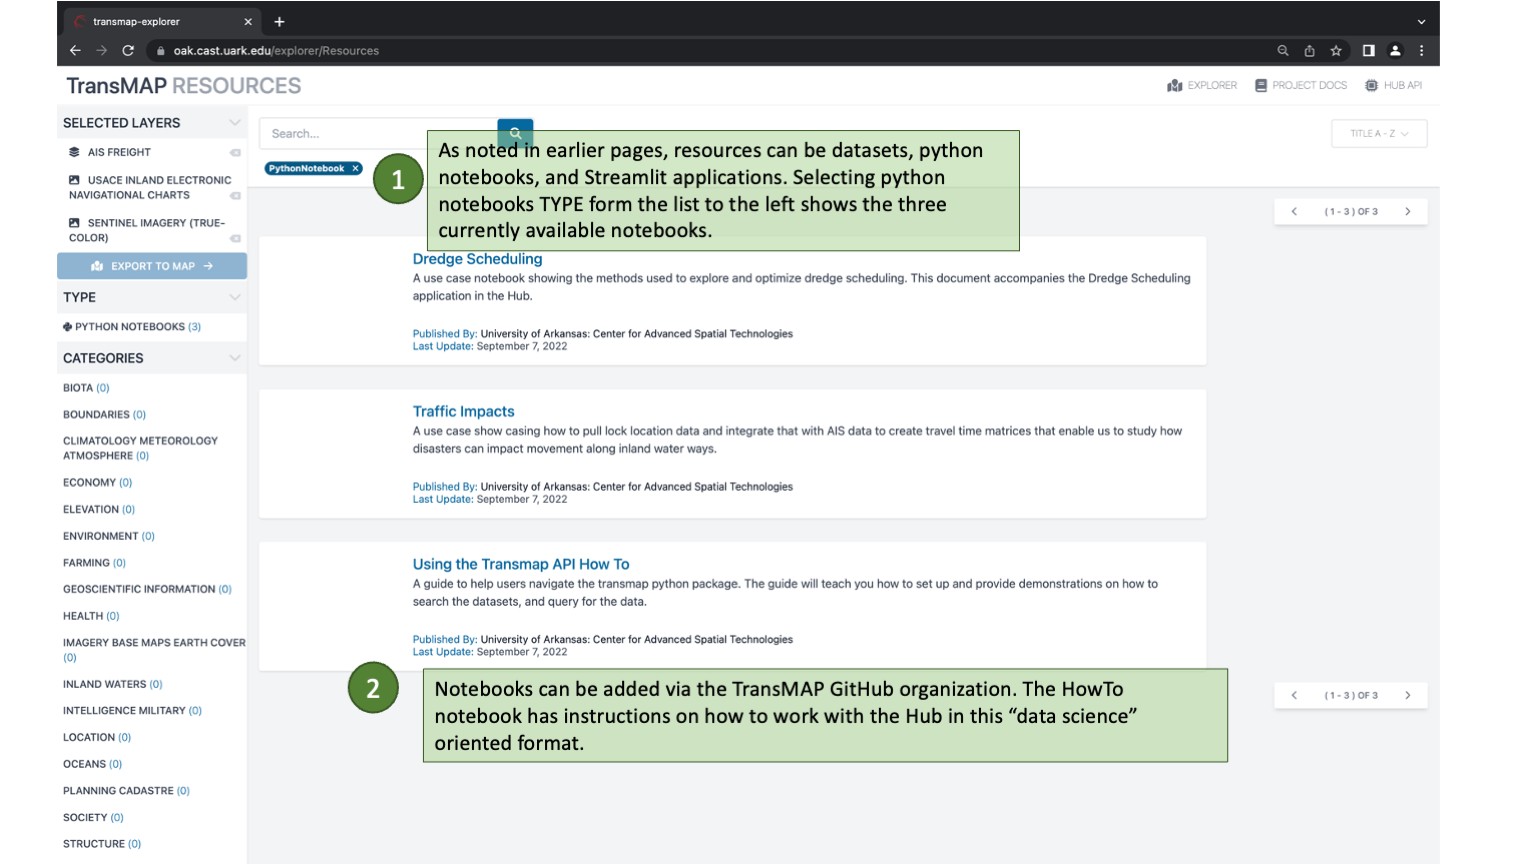 transmap-explorer
oak.cast.uark.edu/explorer/Resources
TransMAP RESOURCES
EXPLORER
PROJECT DOCS
HUB API
SELECTED LAYERS
AIS FREIGHT
USACE INLAND ELECTRONIC
NAVIGATIONAL CHARTS
SENTINEL IMAGERY (TRUE-
COLOR)
EXPORT TO MAP →
TYPE
PYTHON NOTEBOOKS (3)
CATEGORIES
BIOTA (0)
BOUNDARIES (0)
CLIMATOLOGY METEOROLOGY
ATMOSPHERE (0)
ECONOMY (0)
ELEVATION (0)
ENVIRONMENT (0)
FARMING (0)
GEOSCIENTIFIC INFORMATION (0)
HEALTH (0)
IMAGERY BASE MAPS EARTH COVER
(0)
INLAND WATERS (0)
INTELLIGENCE MILITARY (0)
LOCATION (0)
OCEANS (0)
PLANNING CADASTRE (0)
SOCIETY (0)
STRUCTURE (0)
Search...
TITLE A - Z
PythonNotebook ×
1
As noted in earlier pages, resources can be datasets, python
notebooks, and Streamlit applications. Selecting python
notebooks TYPE form the list to the left shows the three
currently available notebooks.
( 1 - 3 ) OF 3
Dredge Scheduling
A use case notebook showing the methods used to explore and optimize dredge scheduling. This document accompanies the Dredge Scheduling
application in the Hub.
Published By: University of Arkansas: Center for Advanced Spatial Technologies
Last Update: September 7, 2022
Traffic Impacts
A use case show casing how to pull lock location data and integrate that with AIS data to create travel time matrices that enable us to study how
disasters can impact movement along inland water ways.
Published By: University of Arkansas: Center for Advanced Spatial Technologies
Last Update: September 7, 2022
Using the Transmap API How To
A guide to help users navigate the transmap python package. The guide will teach you how to set up and provide demonstrations on how to
search the datasets, and query for the data.
Published By: University of Arkansas: Center for Advanced Spatial Technologies
Last Update: September 7, 2022
2
Notebooks can be added via the TransMAP GitHub organization. The HowTo
notebook has instructions on how to work with the Hub in this “data science”
oriented format.
( 1 - 3 ) OF 3